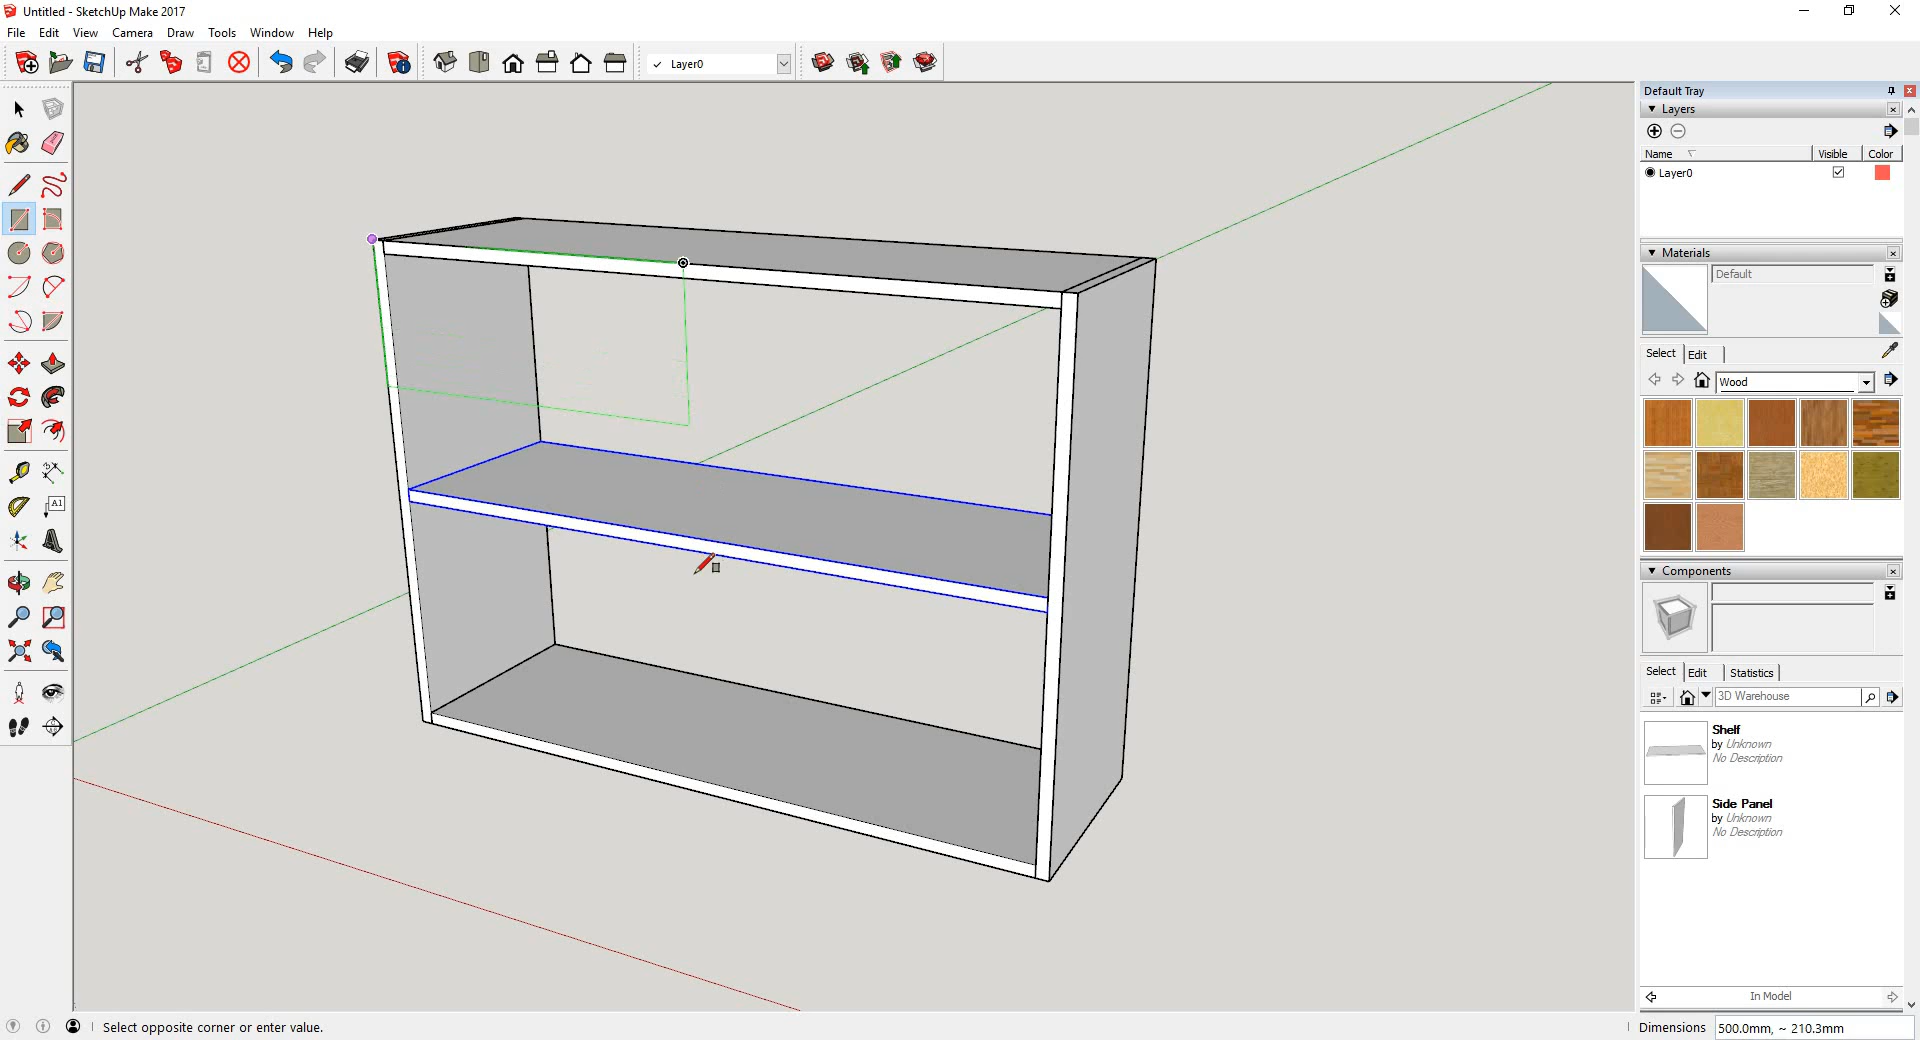 Untitled - SketchUp Make 2017
File Edit View Camera Draw Tools Window Help
Layer0
Default Tray
Layers
Name Visible Color
Layer0
Materials
Default
Select Edit
Wood
Components
Select Edit Statistics
3D Warehouse
Shelf
by Unknown
No Description
Side Panel
by Unknown
No Description
In Model
Select opposite corner or enter value.
Dimensions 500.0mm, ~ 210.3mm
A1